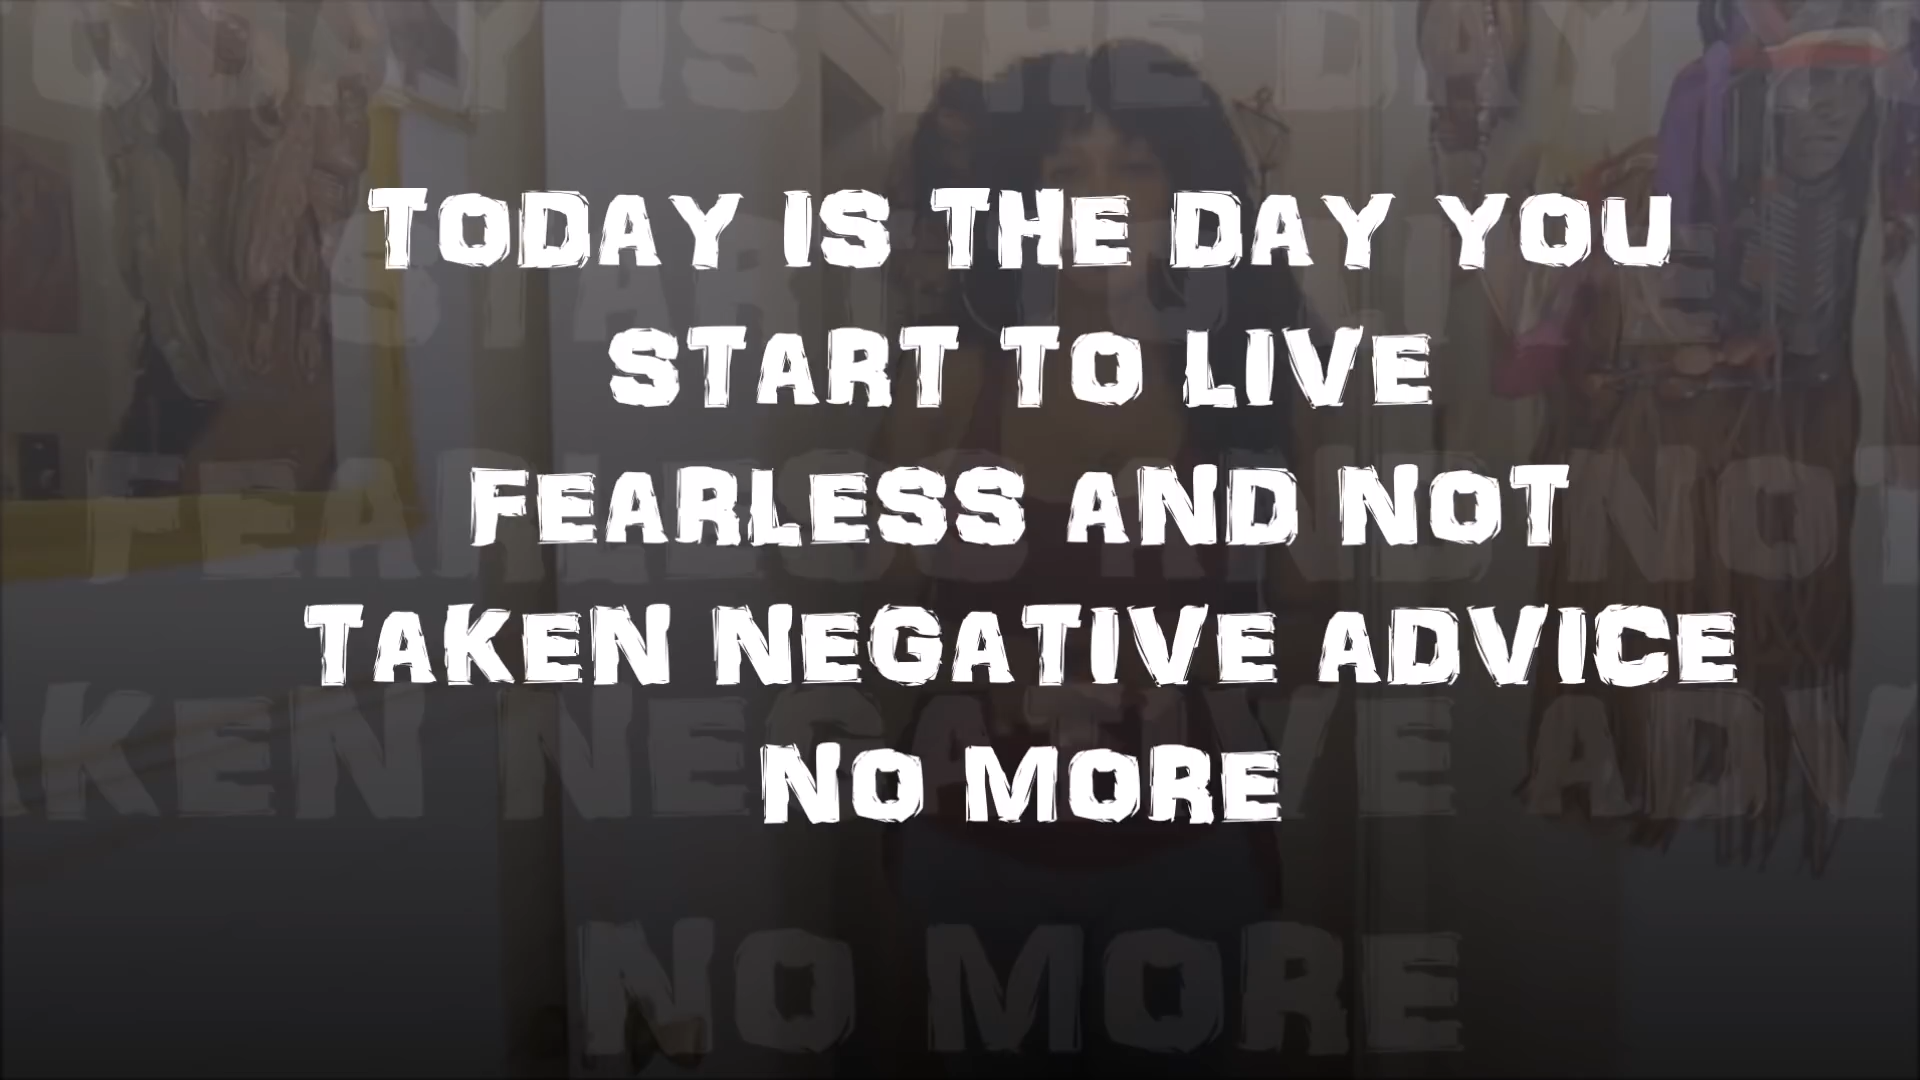 TODAY IS THE DAY YOU
START TO LIVE
FEARLESS AND NOT
TAKEN NEGATIVE ADVICE
NO MORE